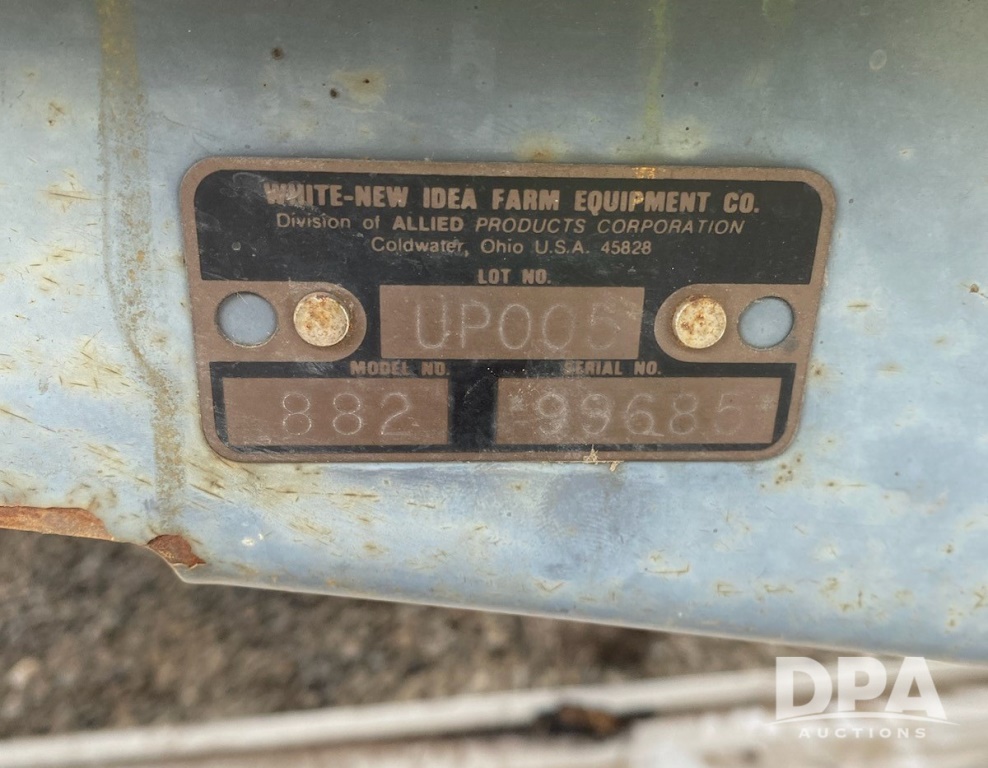 WHITE-NEW IDEA FARM EQUIPMENT CO.
Division of ALLIED PRODUCTS CORPORATION
Coldwater, Ohio U.S.A. 45828
LOT NO.
UP005
MODEL NO. SERIAL NO.
882 99685
DPA
AUCTIONS